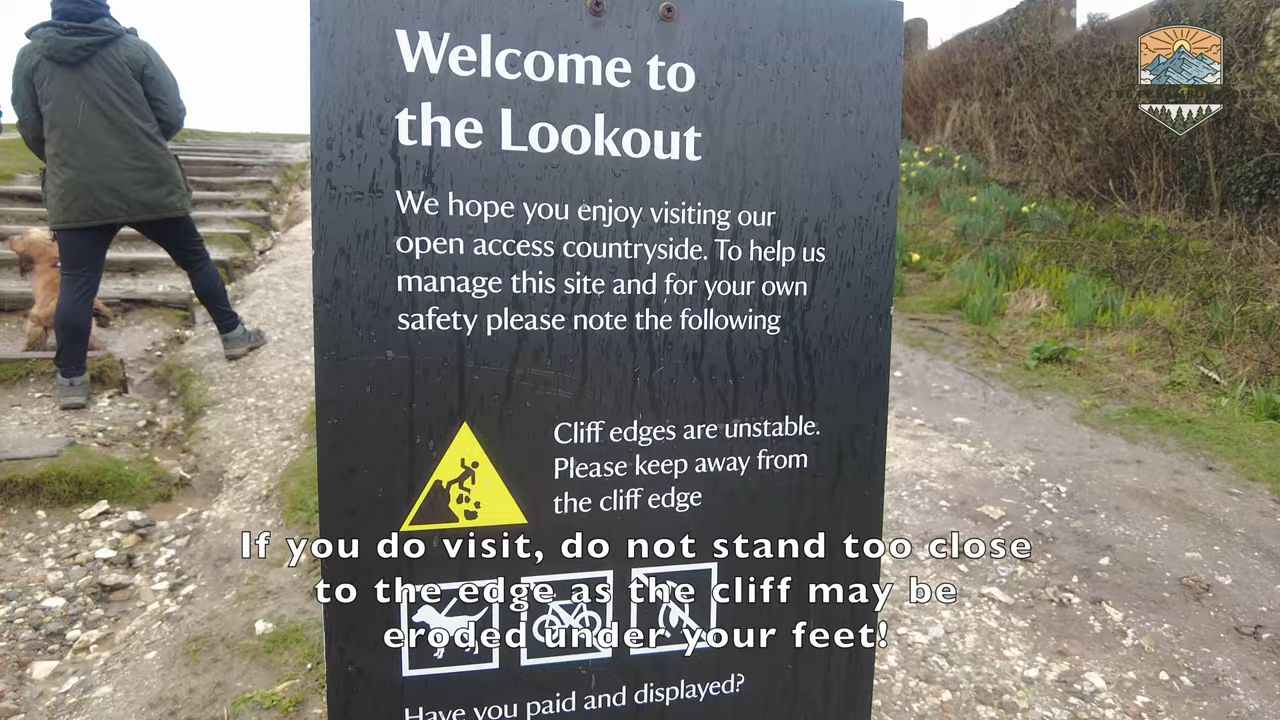 Welcome to
the Lookout
We hope you enjoy visiting our
open access countryside. To help us
manage this site and for your own
safety please note the following
Cliff edges are unstable.
Please keep away from
the cliff edge
If you do visit, do not stand too close
to the edge as the cliff may be
eroded under your feet!
Have you paid and displayed?